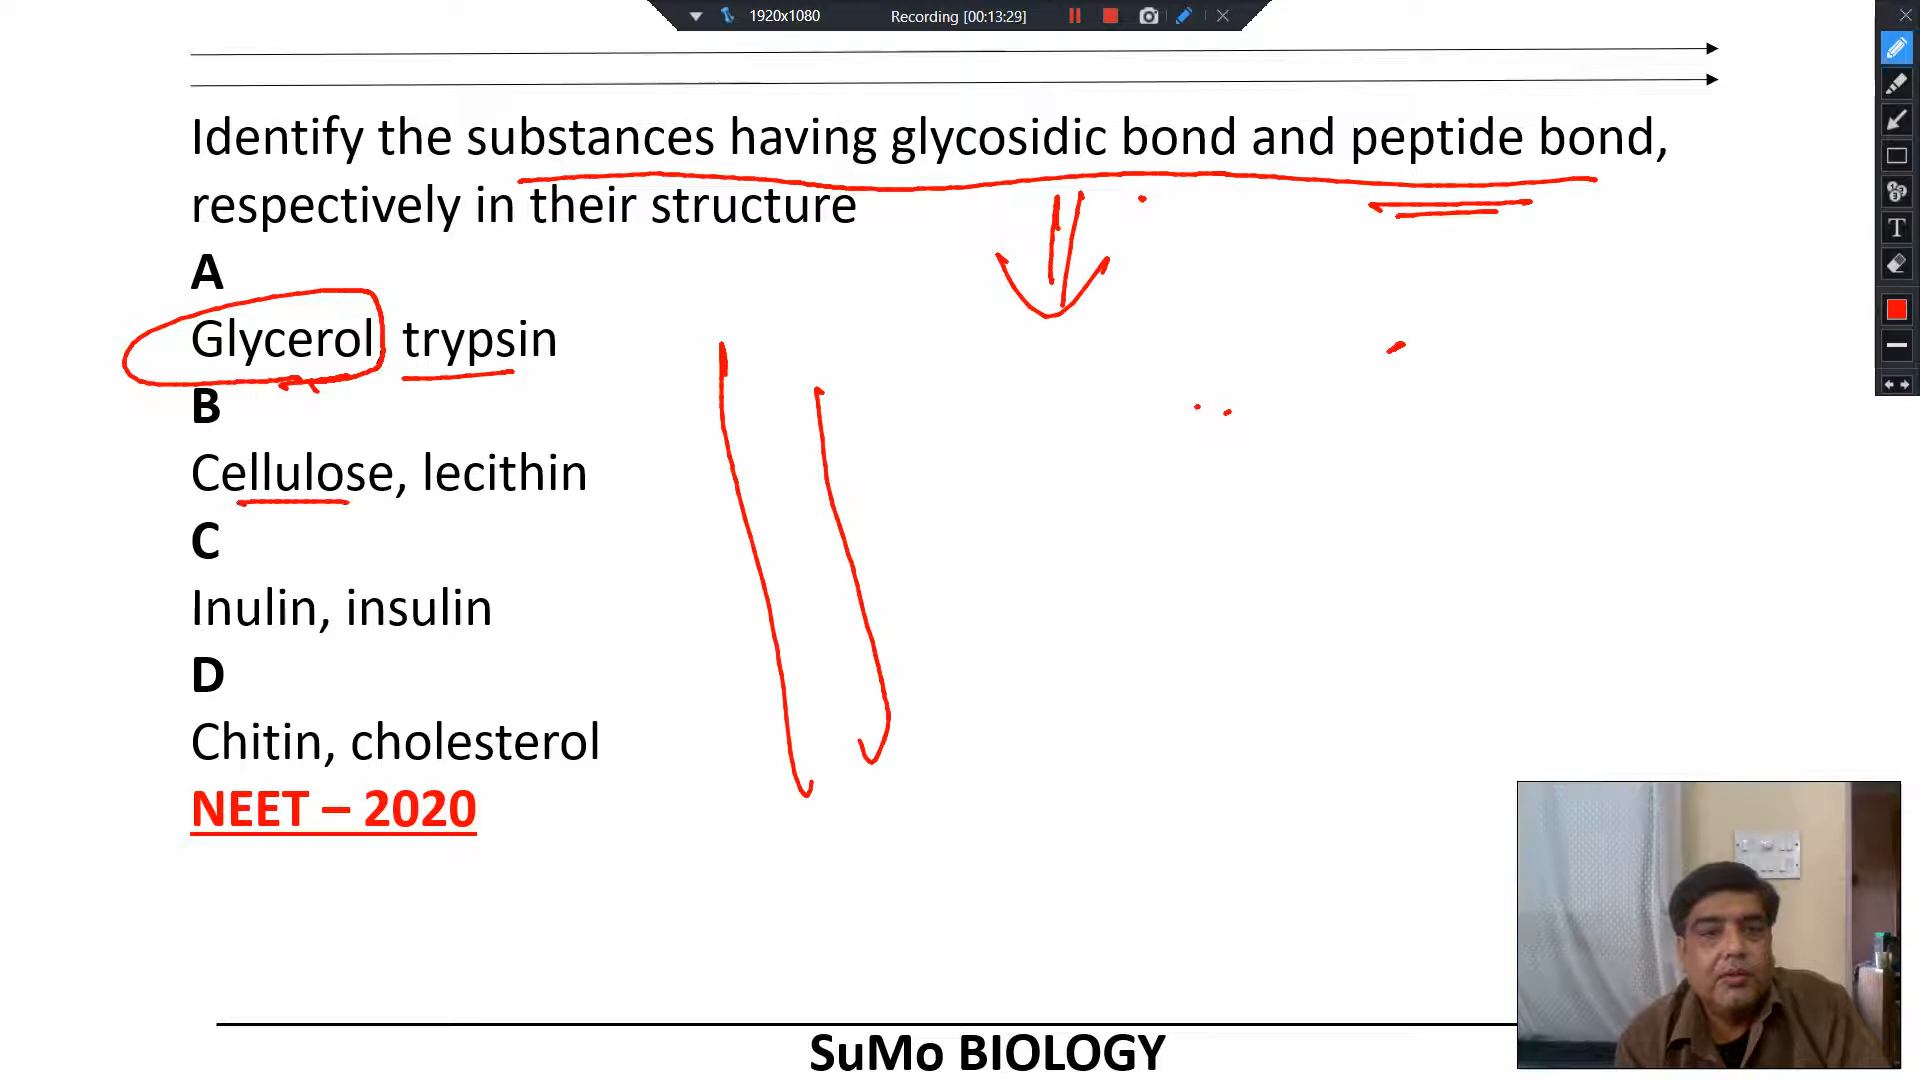 1920x1080 Recording [00:13:29]
Identify the substances having glycosidic bond and peptide bond,
respectively in their structure
A
Glycerol trypsin
B
Cellulose, lecithin
C
Inulin, insulin
D
Chitin, cholesterol
NEET – 2020
SuMo BIOLOGY
T